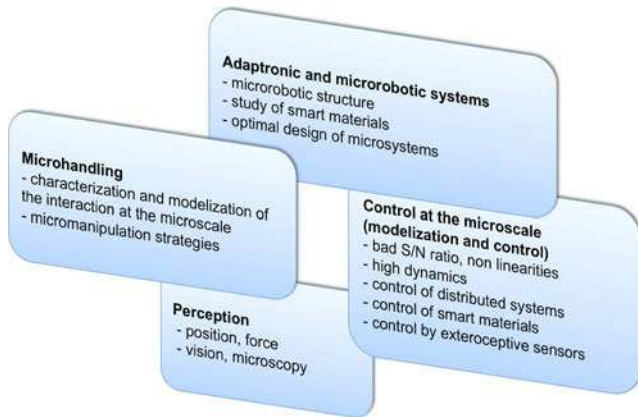 Adaptronic and microrobotic systems
- microrobotic structure
- study of smart materials
- optimal design of microsystems
Microhandling
- characterization and modelization of
the interaction at the microscale
- micromanipulation strategies
Control at the microscale
(modelization and control)
- bad S/N ratio, non linearities
- high dynamics
- control of distributed systems
- control of smart materials
- control by exteroceptive sensors
Perception
- position, force
- vision, microscopy